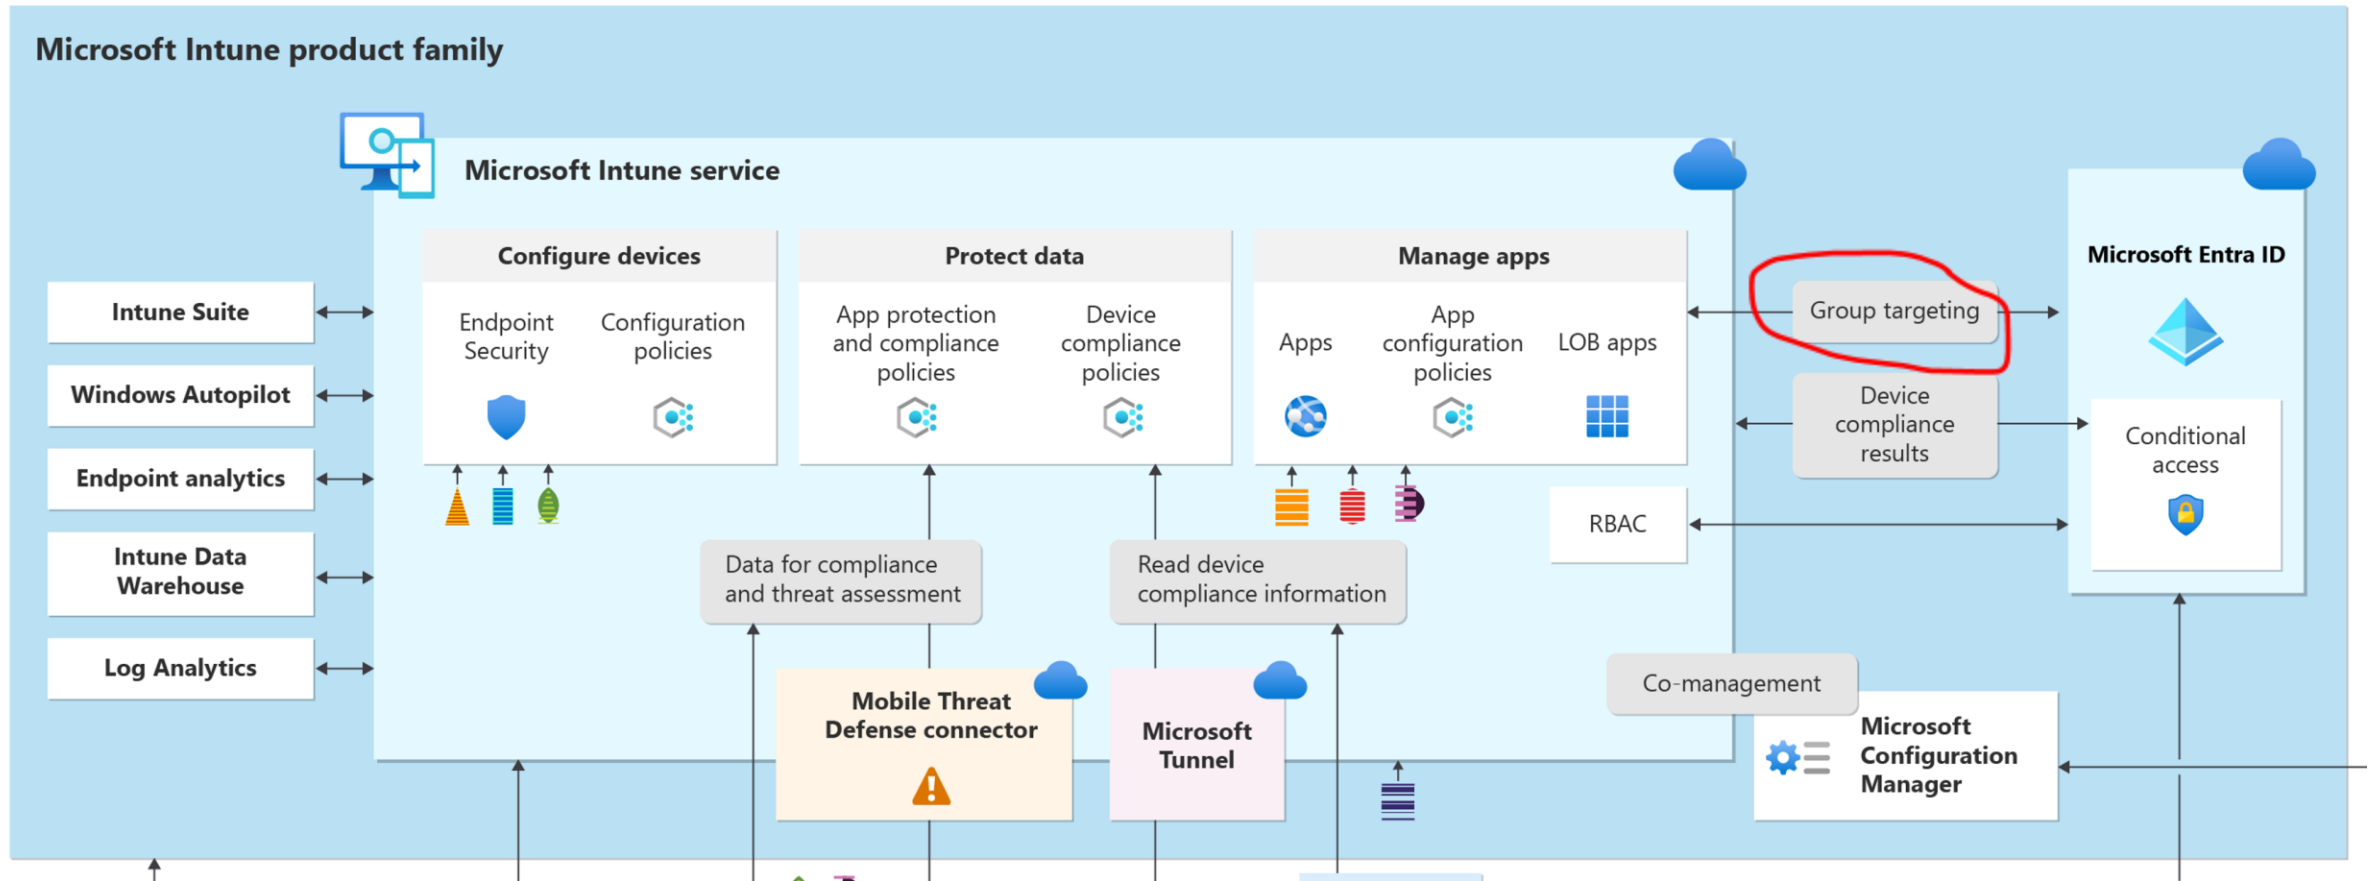 Microsoft Intune product family
Microsoft Intune service
Configure devices
Endpoint
Security
Configuration
policies
Protect data
App protection
and compliance
policies
Device
compliance
policies
Manage apps
Apps
App
configuration
policies
LOB apps
Intune Suite
Windows Autopilot
Endpoint analytics
Intune Data
Warehouse
Log Analytics
Group targeting
Device
compliance
results
Microsoft Entra ID
Conditional
access
RBAC
Data for compliance
and threat assessment
Read device
compliance information
Mobile Threat
Defense connector
Microsoft
Tunnel
Co-management
Microsoft
Configuration
Manager